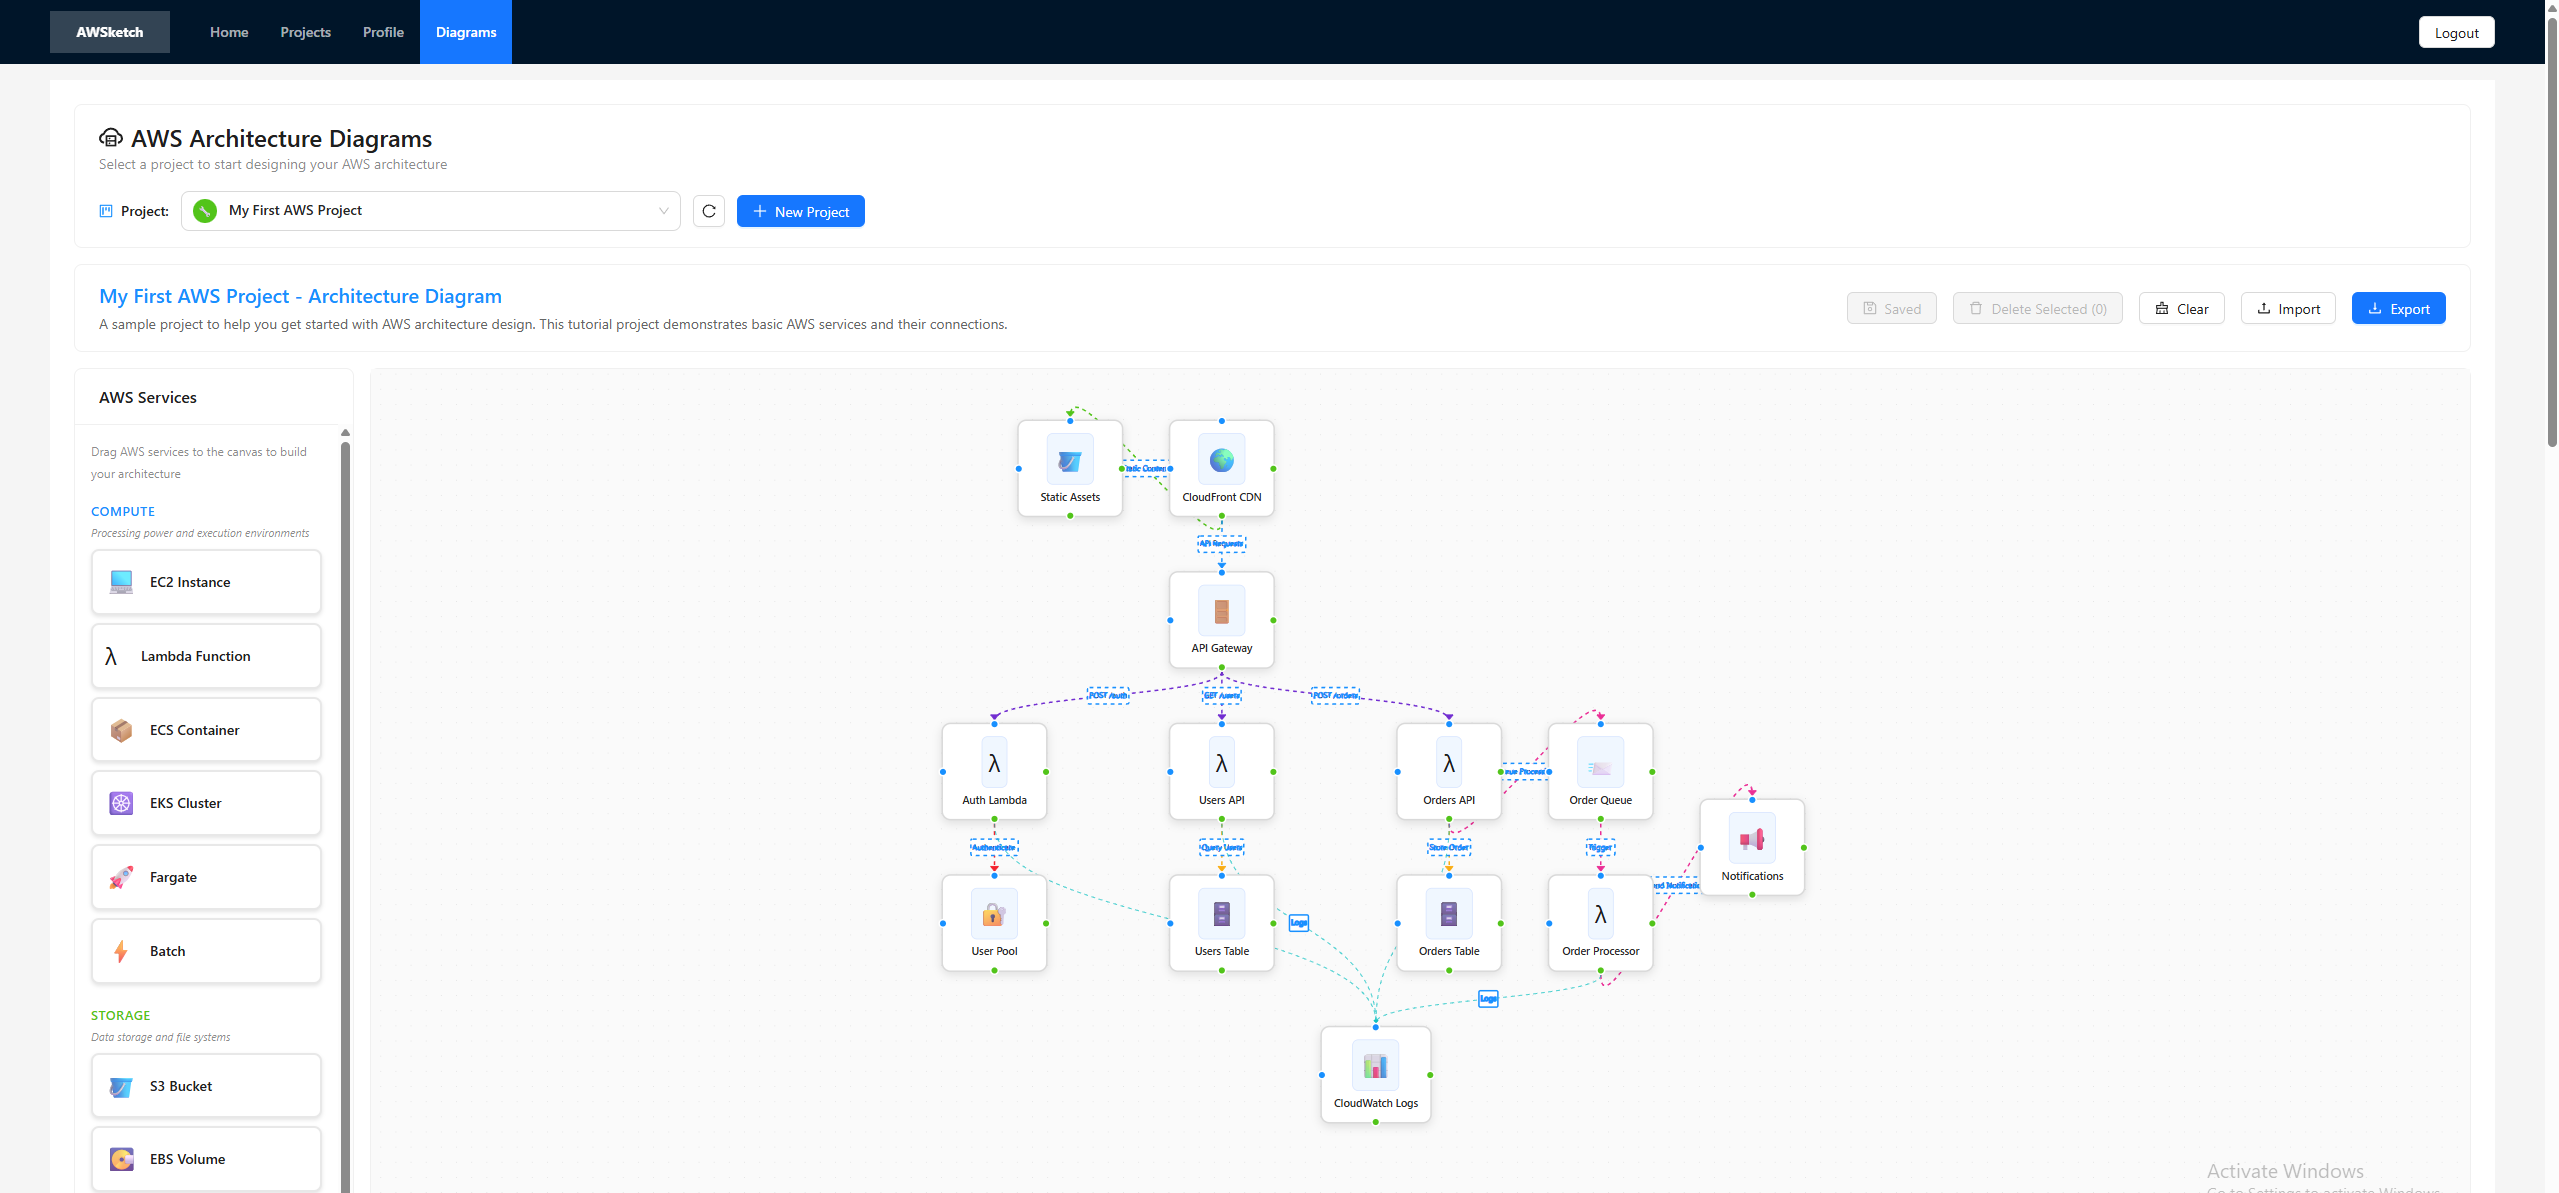 AWSketch
Home
Projects
Profile
Diagrams
Logout
AWS Architecture Diagrams
Select a project to start designing your AWS architecture
Project:
My First AWS Project
New Project
My First AWS Project - Architecture Diagram
A sample project to help you get started with AWS architecture design. This tutorial project demonstrates basic AWS services and their connections.
Saved
Delete Selected (0)
Clear
Import
Export
AWS Services
Drag AWS services to the canvas to build
your architecture
COMPUTE
Processing power and execution environments
EC2 Instance
λ
Lambda Function
ECS Container
EKS Cluster
Fargate
Batch
STORAGE
Data storage and file systems
S3 Bucket
EBS Volume
Static Assets
CloudFront CDN
API Requests
API Gateway
POST /auth
GET /users
POST /orders
λ
Auth Lambda
λ
Users API
λ
Orders API
Order Queue
Authenticate
Query Users
Store Order
Trigger
Notifications
User Pool
Users Table
Logs
Orders Table
λ
Order Processor
Logs
CloudWatch Logs
Activate Windows
Go to Settings to activate Windows.